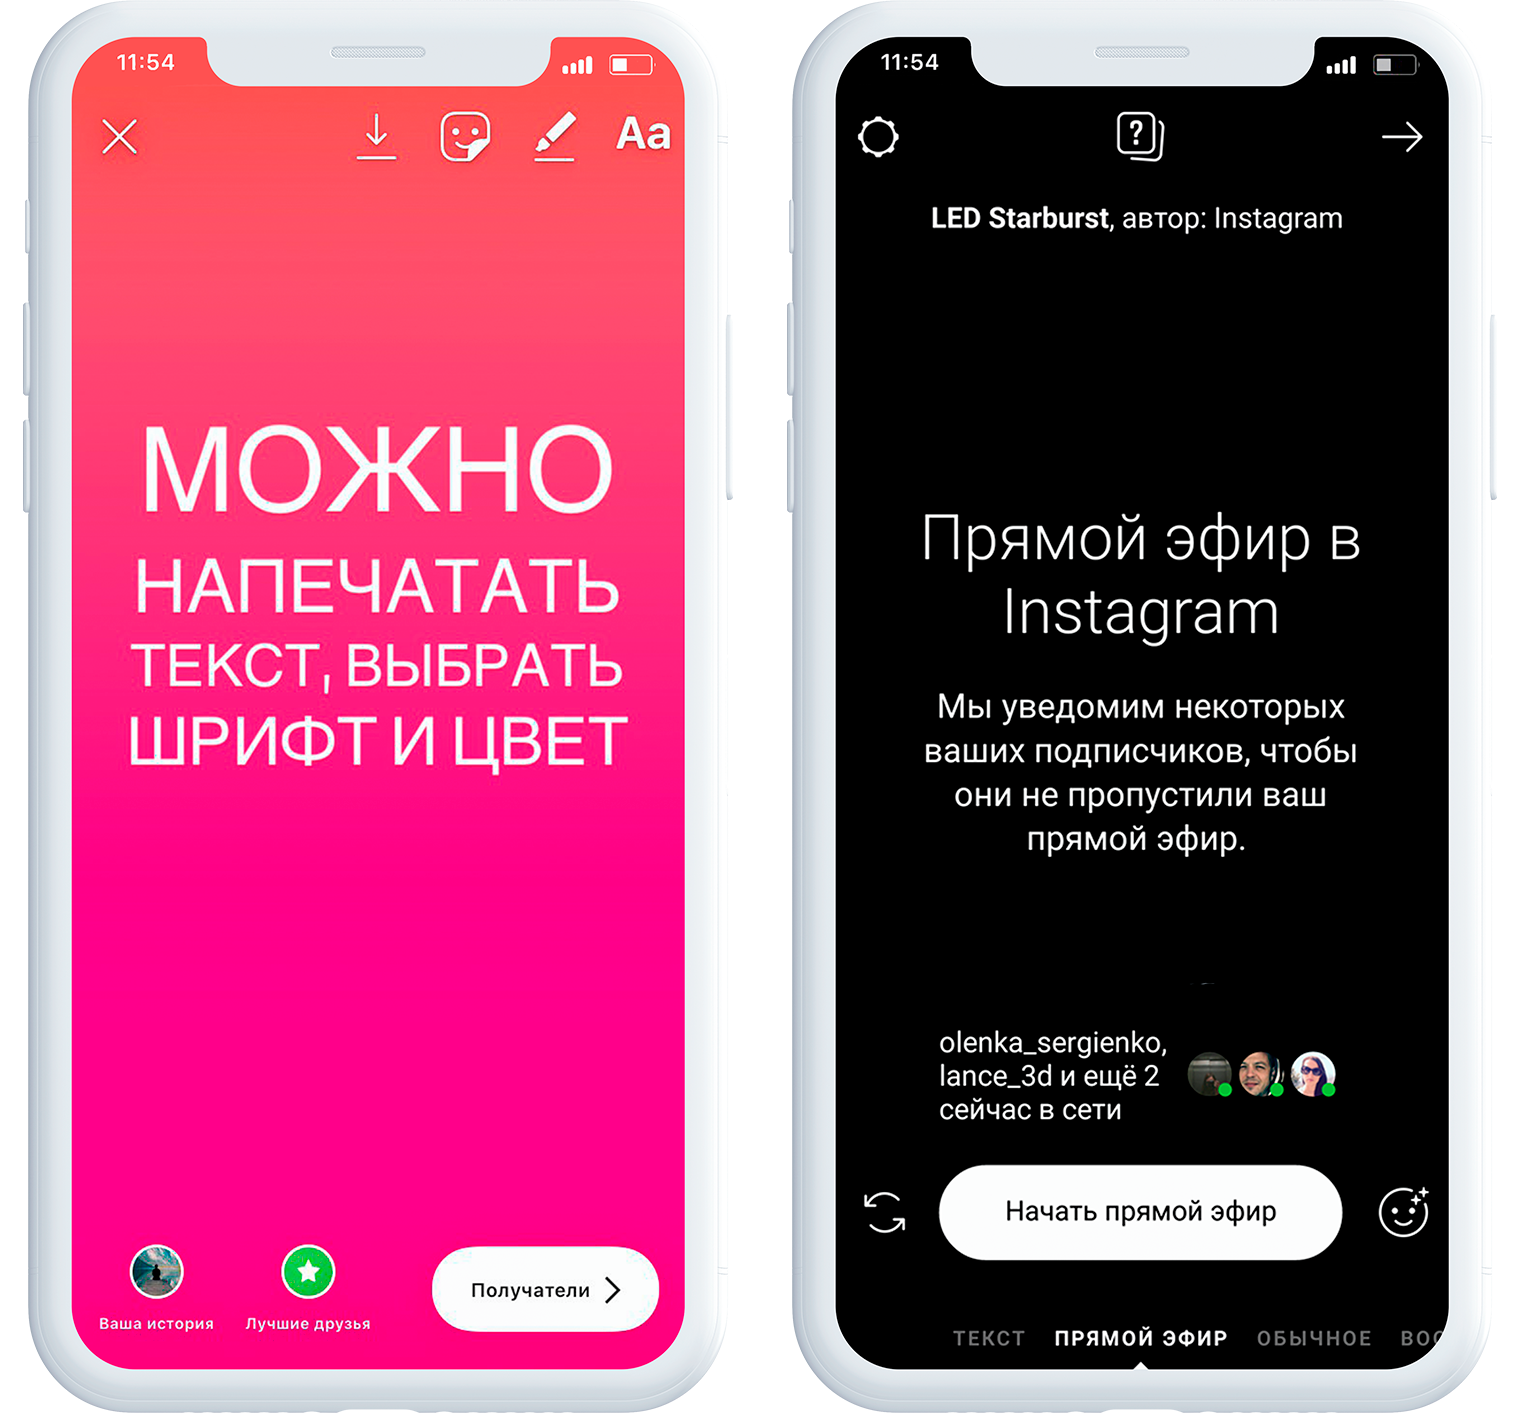 11:54
Aa
МОЖНО
НАПЕЧАТАТЬ
ТЕКСТ, ВЫБРАТЬ
ШРИФТ И ЦВЕТ
Ваша история
Лучшие друзья
Получатели
11:54
?
LED Starburst, автор: Instagram
Прямой эфир в
Instagram
Мы уведомим некоторых
ваших подписчиков, чтобы
они не пропустили ваш
прямой эфир.
olenka_sergienko,
lance_3d и ещё 2
сейчас в сети
Начать прямой эфир
ТЕКСТ ПРЯМОЙ ЭФИР ОБЫЧНОЕ